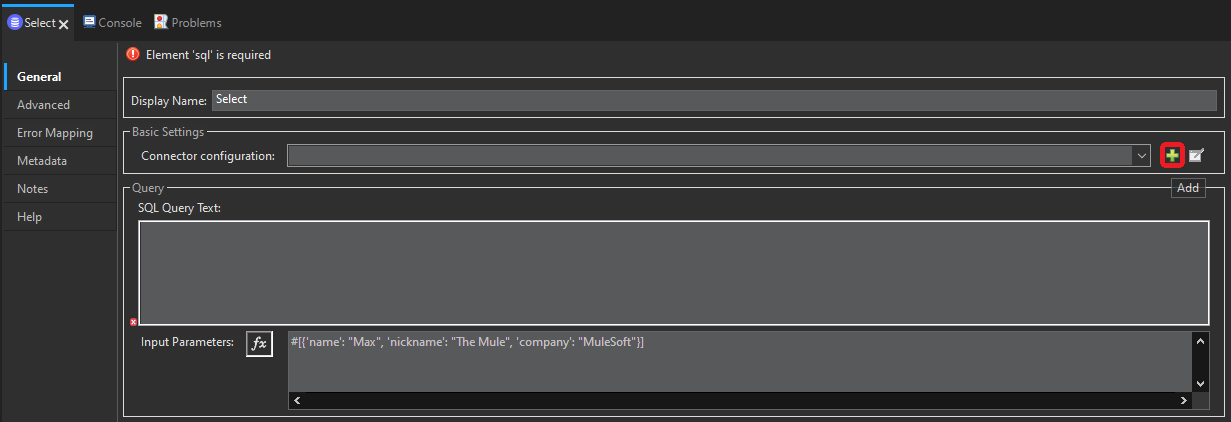 Select Console Problems
Element 'sql' is required
General
Advanced
Error Mapping
Metadata
Notes
Help
Display Name: Select
Basic Settings
Connector configuration:
Add
Query
SQL Query Text:
Input Parameters: fx #[{'name': "Max", 'nickname': "The Mule", 'company': "MuleSoft"}]